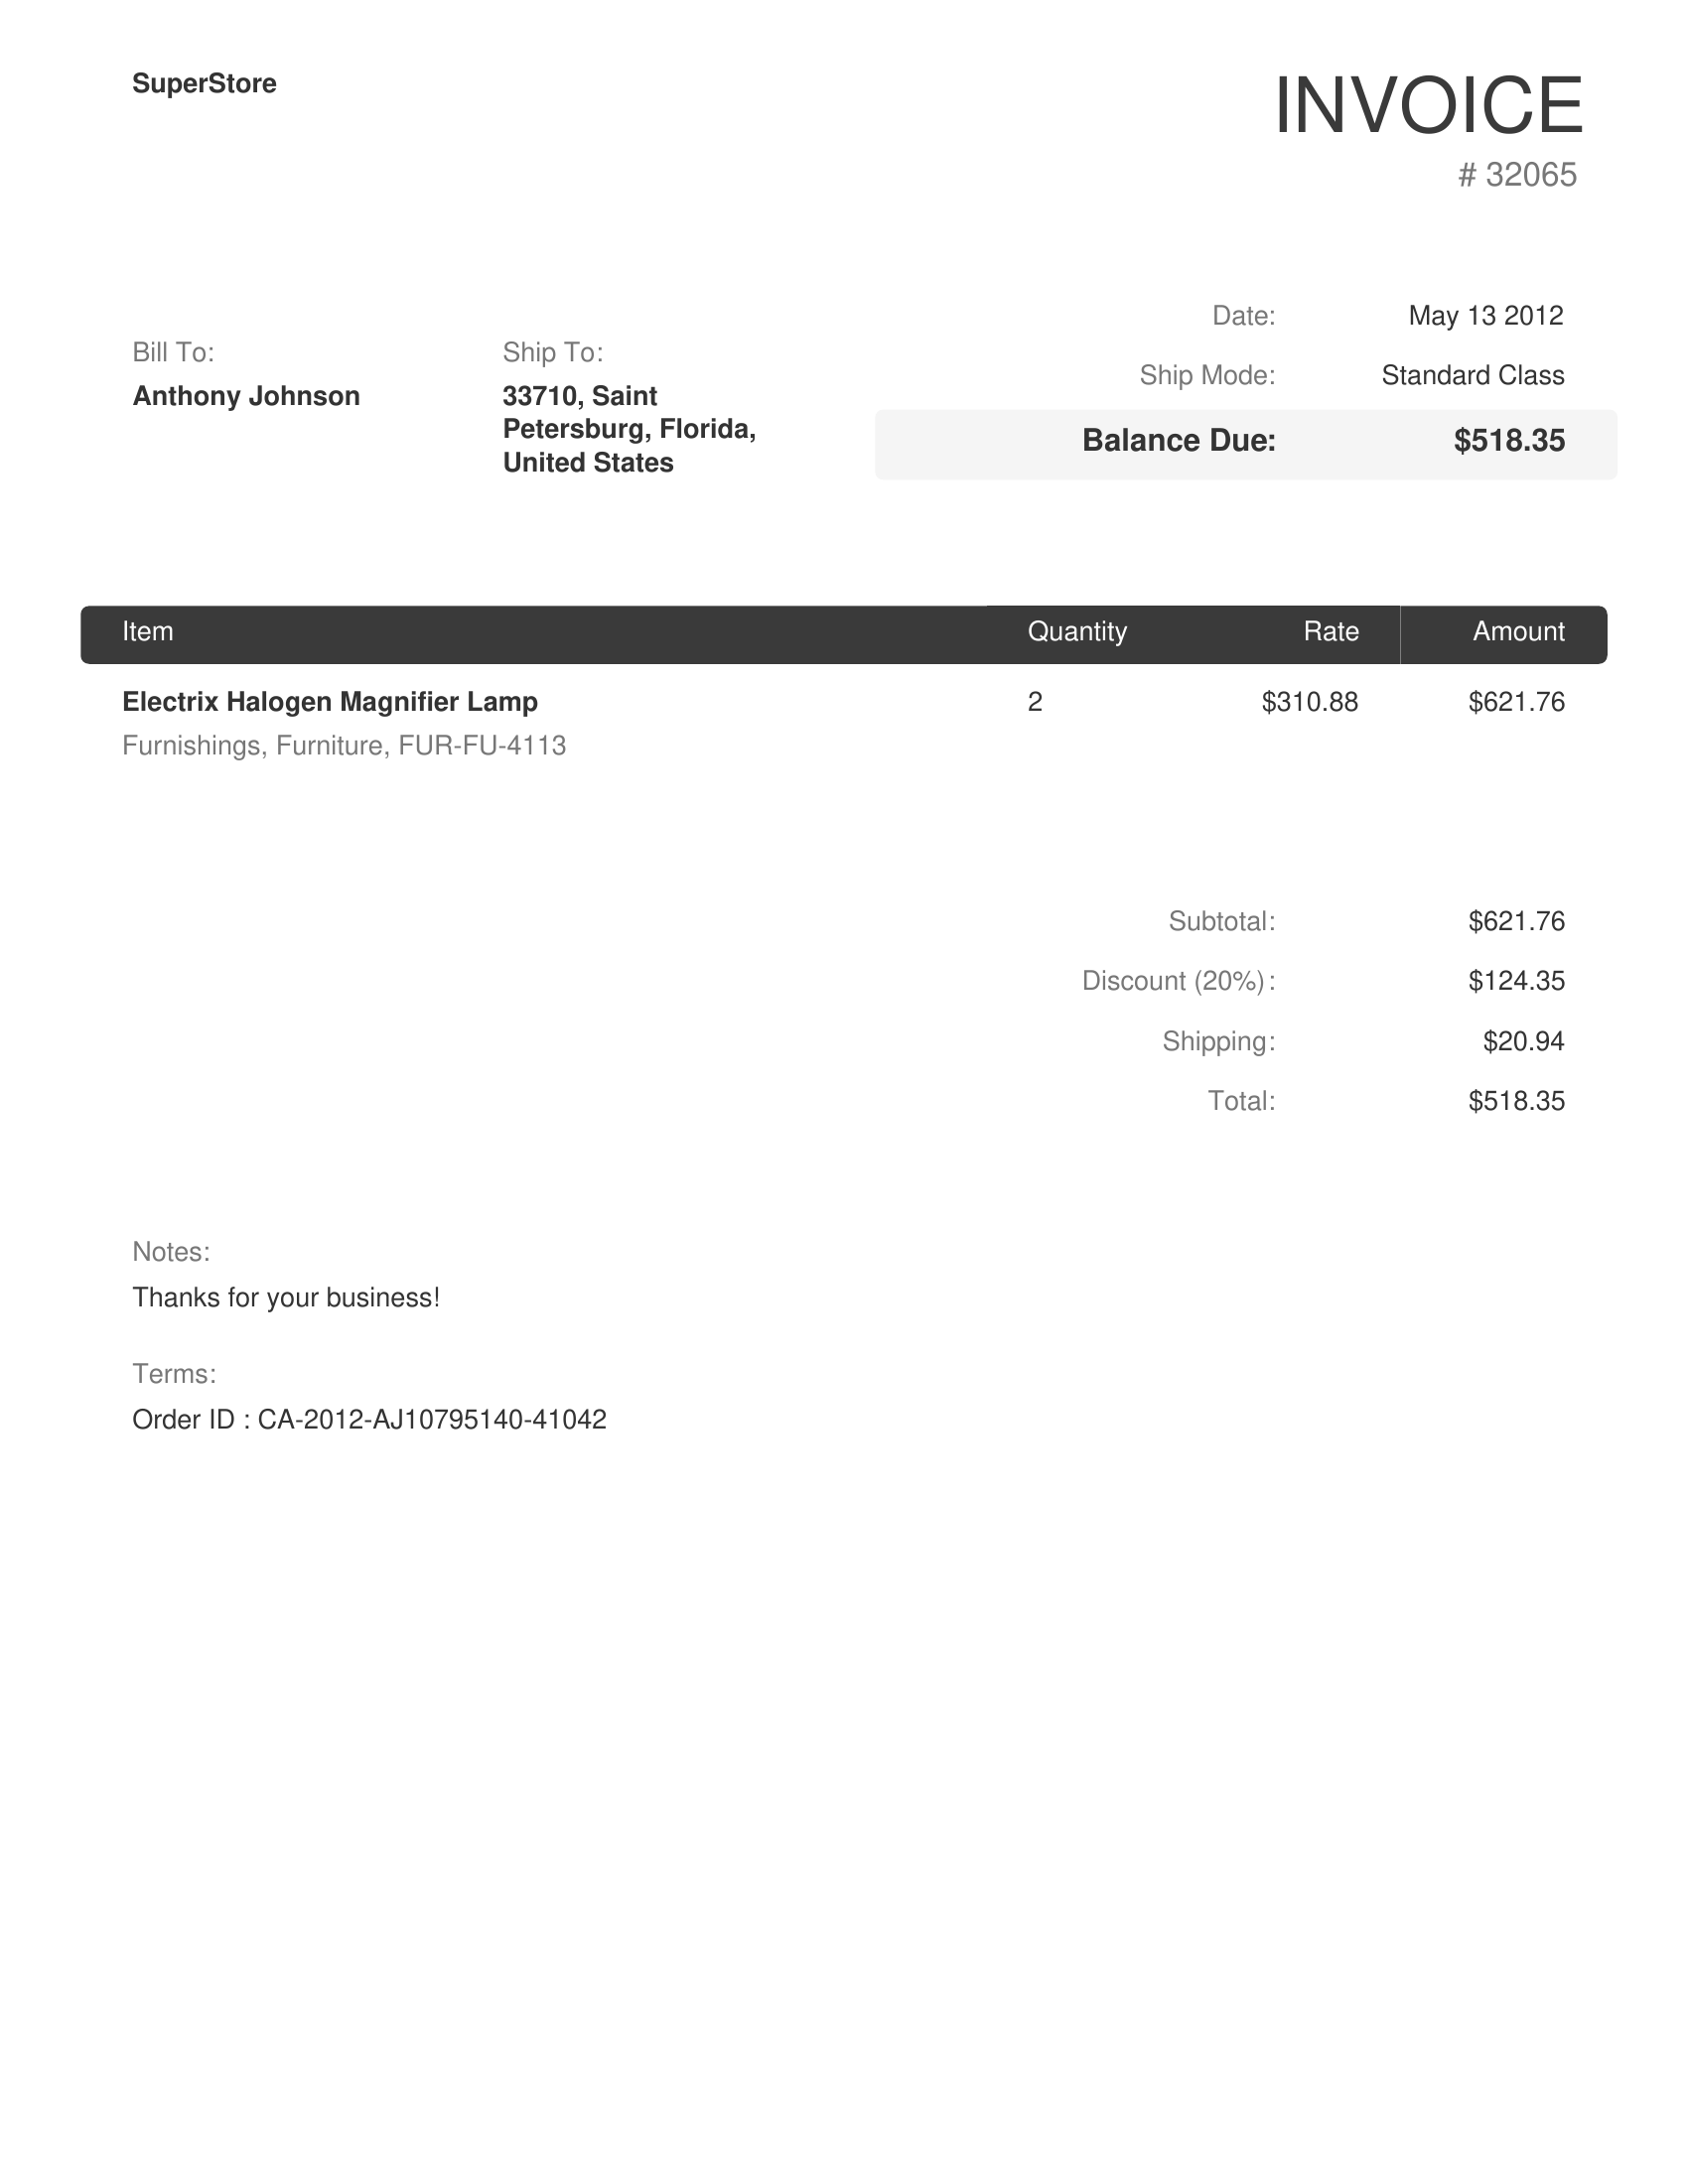 SuperStore
INVOICE
# 32065
Date: May 13 2012
Ship Mode: Standard Class
Balance Due: $518.35
Bill To:
Anthony Johnson
Ship To:
33710, Saint
Petersburg, Florida,
United States
Item Quantity Rate Amount
Electrix Halogen Magnifier Lamp 2 $310.88 $621.76
Furnishings, Furniture, FUR-FU-4113
Subtotal: $621.76
Discount (20%): $124.35
Shipping: $20.94
Total: $518.35
Notes:
Thanks for your business!
Terms:
Order ID : CA-2012-AJ10795140-41042